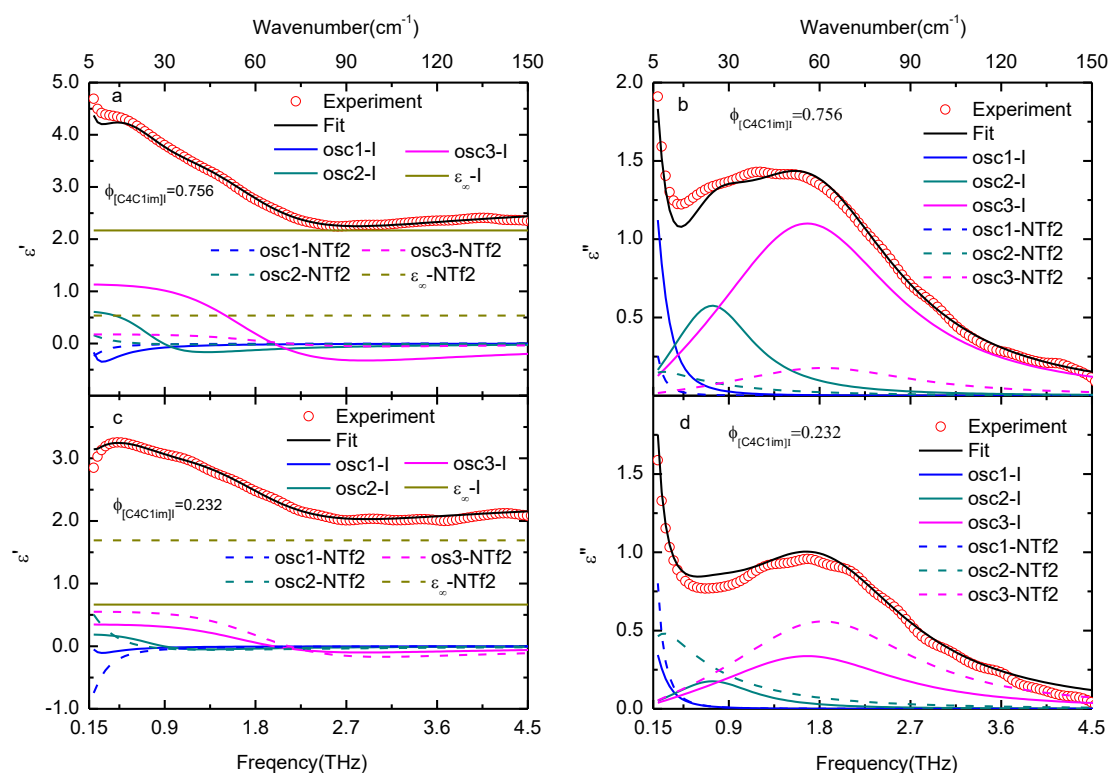 Wavenumber(cm⁻¹)
5 30 60 90 120 150
5.0
4.0
3.0
2.0
1.0
0.0
ε'
a
Experiment
Fit
osc1-I
osc3-I
osc2-I
ε∞-I
ϕ[C4C1im]I=0.756
osc1-NTf2
osc3-NTf2
osc2-NTf2
ε∞-NTf2
Wavenumber(cm⁻¹)
5 30 60 90 120 150
2.0
1.5
1.0
0.5
0.0
ε''
b
ϕ[C4C1im]I=0.756
Experiment
Fit
osc1-I
osc2-I
osc3-I
osc1-NTf2
osc2-NTf2
osc3-NTf2
3.0
2.0
1.0
0.0
-1.0
ε'
c
Experiment
Fit
osc1-I
osc3-I
osc2-I
ε∞-I
ϕ[C4C1im]I=0.232
osc1-NTf2
os3-NTf2
osc2-NTf2
ε∞-NTf2
0.15 0.9 1.8 2.7 3.6 4.5
Freqency(THz)
1.5
1.0
0.5
0.0
ε''
d
ϕ[C4C1im]I=0.232
Experiment
Fit
osc1-I
osc2-I
osc3-I
osc1-NTf2
osc2-NTf2
osc3-NTf2
0.15 0.9 1.8 2.7 3.6 4.5
Frequency(THz)